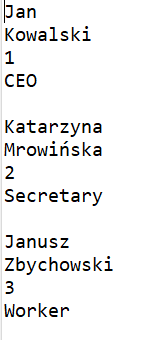 Jan
Kowalski
1
CEO

Katarzyna
Mrowińska
2
Secretary

Janusz
Zbychowski
3
Worker